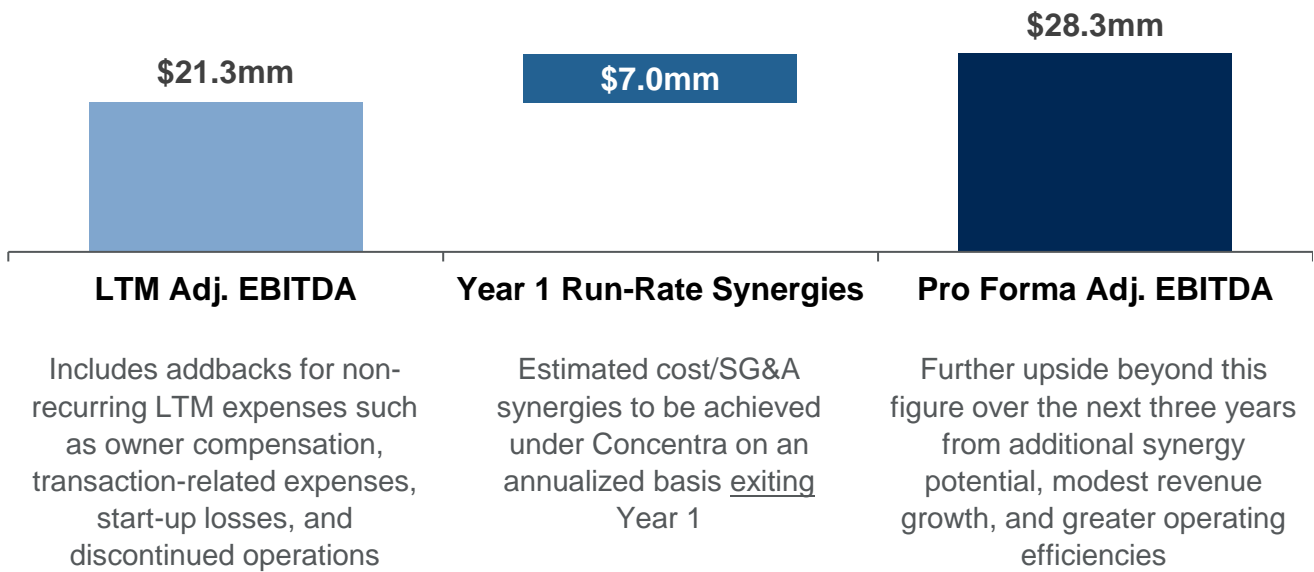 $21.3mm
$7.0mm
$28.3mm
LTM Adj. EBITDA
Includes addbacks for non-
recurring LTM expenses such
as owner compensation,
transaction-related expenses,
start-up losses, and
discontinued operations
Year 1 Run-Rate Synergies
Estimated cost/SG&A
synergies to be achieved
under Concentra on an
annualized basis exiting
Year 1
Pro Forma Adj. EBITDA
Further upside beyond this
figure over the next three years
from additional synergy
potential, modest revenue
growth, and greater operating
efficiencies